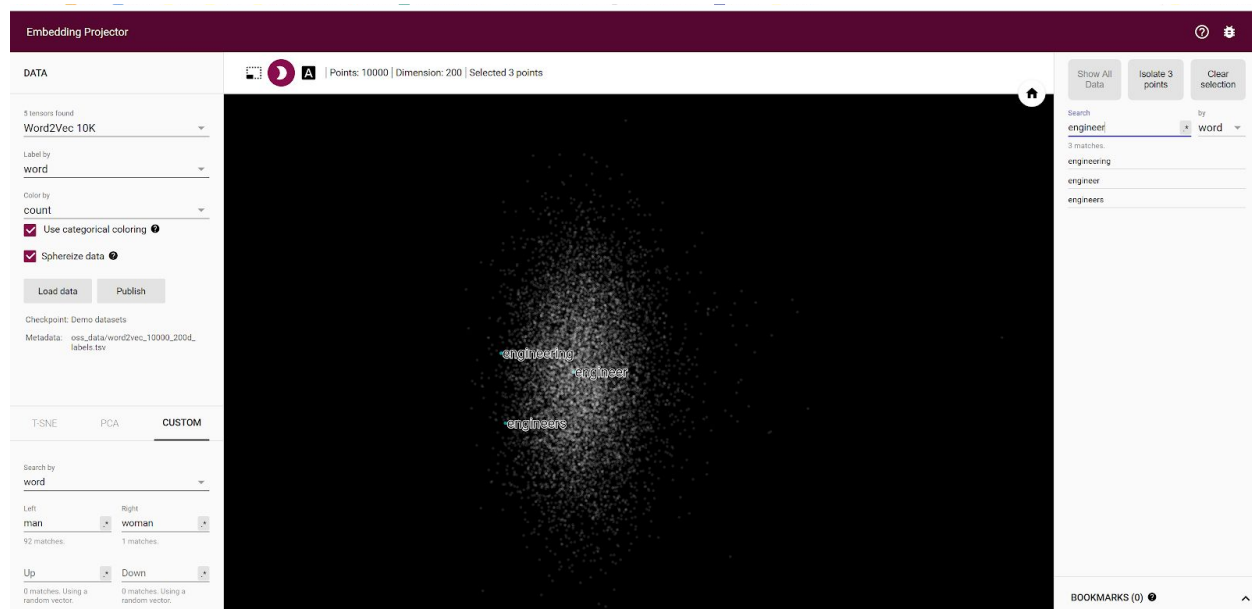 Embedding Projector
DATA
5 tensors found
Word2Vec 10K
Label by
word
Color by
count
Use categorical coloring
Sphereize data
Load data
Publish
Checkpoint: Demo datasets
Metadata: oss_data/word2vec_10000_200d_
labels.tsv
T-SNE PCA CUSTOM
Search by
word
Left Right
man .* woman .*
92 matches. 1 matches.
Up .* Down .*
0 matches. Using a
random vector.
0 matches. Using a
random vector.
A | Points: 10000 | Dimension: 200 | Selected 3 points
engineering
engineer
engineers
Show All
Data
Isolate 3
points
Clear
selection
Search by
engineer .* word
3 matches.
engineering
engineer
engineers
BOOKMARKS (0)